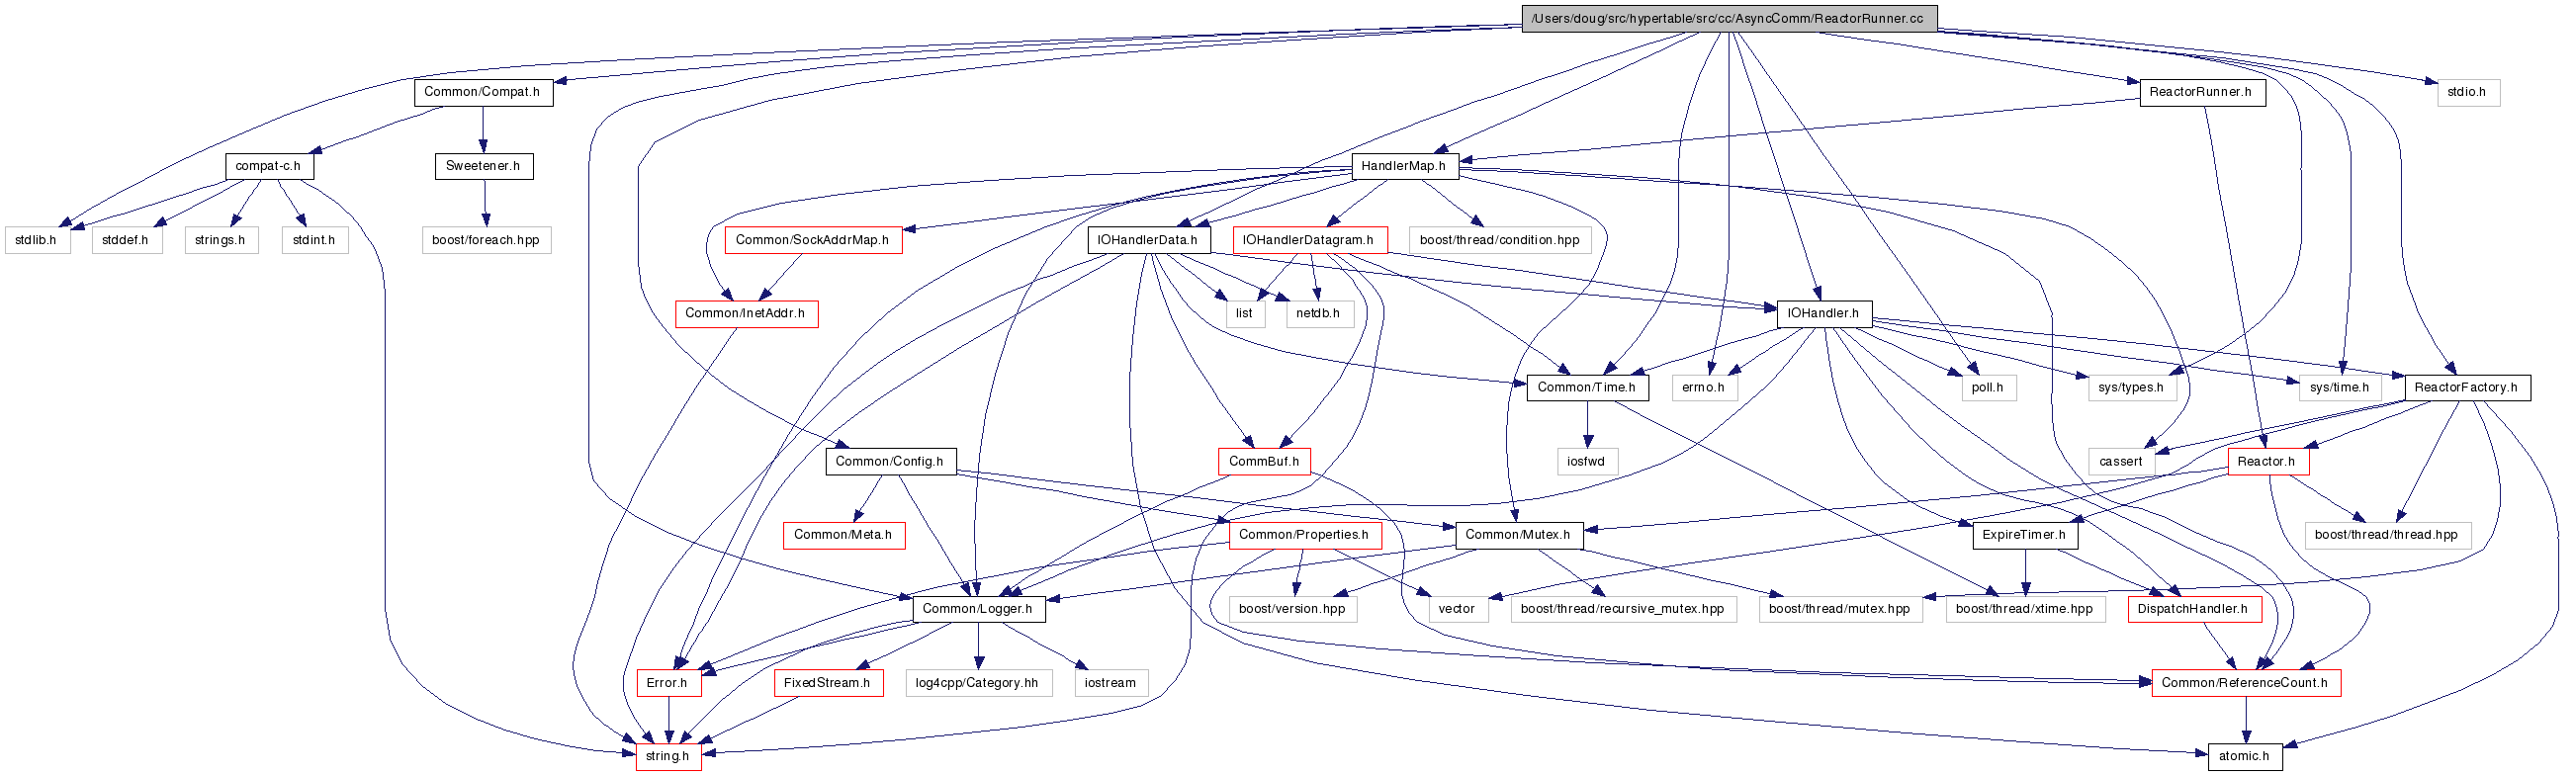 /Users/doug/src/hypertable/src/cc/AsyncComm/ReactorRunner.cc
Common/Compat.h
ReactorRunner.h
stdio.h
compat-c.h
Sweetener.h
HandlerMap.h
stdlib.h
stddef.h
strings.h
stdint.h
boost/foreach.hpp
Common/SockAddrMap.h
IOHandlerData.h
IOHandlerDatagram.h
boost/thread/condition.hpp
Common/InetAddr.h
list
netdb.h
IOHandler.h
Common/Time.h
errno.h
poll.h
sys/types.h
sys/time.h
ReactorFactory.h
Common/Config.h
CommBuf.h
iosfwd
cassert
Reactor.h
Common/Meta.h
Common/Properties.h
Common/Mutex.h
ExpireTimer.h
boost/thread/thread.hpp
Common/Logger.h
boost/version.hpp
vector
boost/thread/recursive_mutex.hpp
boost/thread/mutex.hpp
boost/thread/xtime.hpp
DispatchHandler.h
Error.h
FixedStream.h
log4cpp/Category.hh
iostream
Common/ReferenceCount.h
string.h
atomic.h